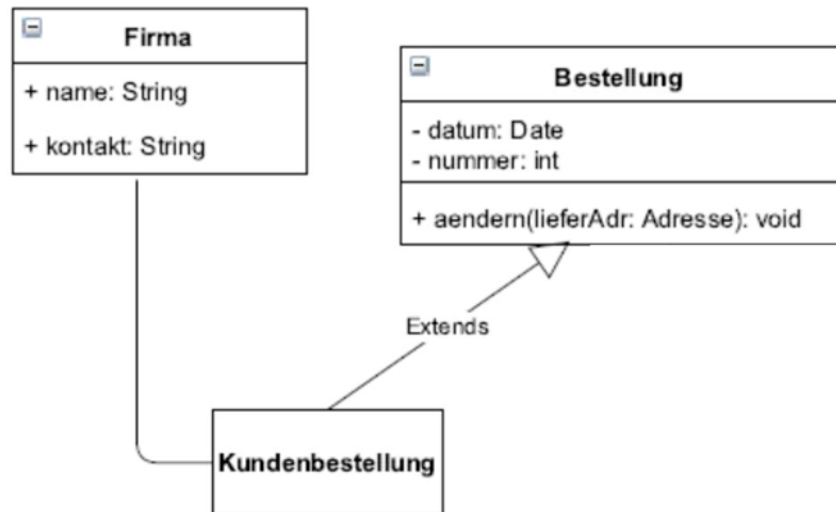 Firma
+ name: String
+ kontakt: String
Bestellung
- datum: Date
- nummer: int
+ aendern(lieferAdr: Adresse): void
Extends
Kundenbestellung